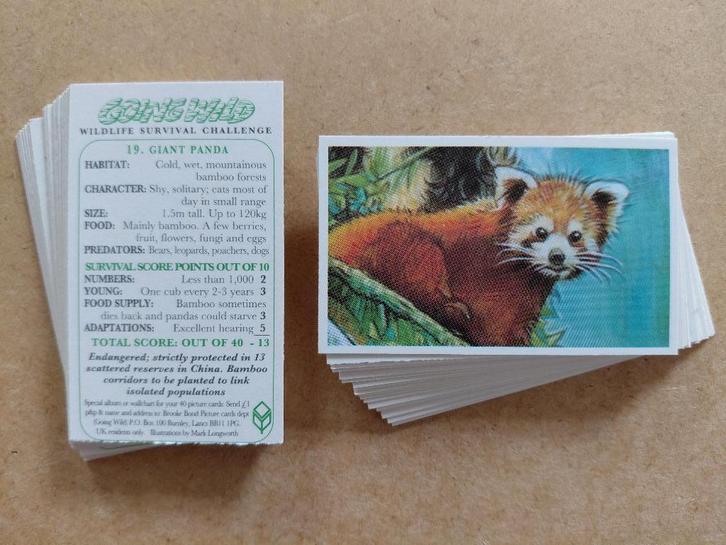 GOING WILD
WILDLIFE SURVIVAL CHALLENGE
19. GIANT PANDA
HABITAT: Cold, wet, mountainous
bamboo forests
CHARACTER: Shy, solitary; eats most of
day in small range
SIZE: 1.5m tall. Up to 120kg
FOOD: Mainly bamboo. A few berries,
fruit, flowers, fungi and eggs
PREDATORS: Bears, leopards, poachers, dogs
SURVIVAL SCORE POINTS OUT OF 10
NUMBERS: Less than 1,000 2
YOUNG: One cub every 2-3 years 3
FOOD SUPPLY: Bamboo sometimes
dies back and pandas could starve 3
ADAPTATIONS: Excellent hearing 5
TOTAL SCORE: OUT OF 40 - 13
Endangered; strictly protected in 13
scattered reserves in China. Bamboo
corridors to be planted to link
isolated populations
Special album or wallchart for your 40 picture cards: Send £1
p&p & name and address to: Brooke Bond Picture cards dept
(Going Wild) P.O. Box 100 Burnley, Lancs BB11 1PG.
UK residents only. Illustrations by Mark Longworth